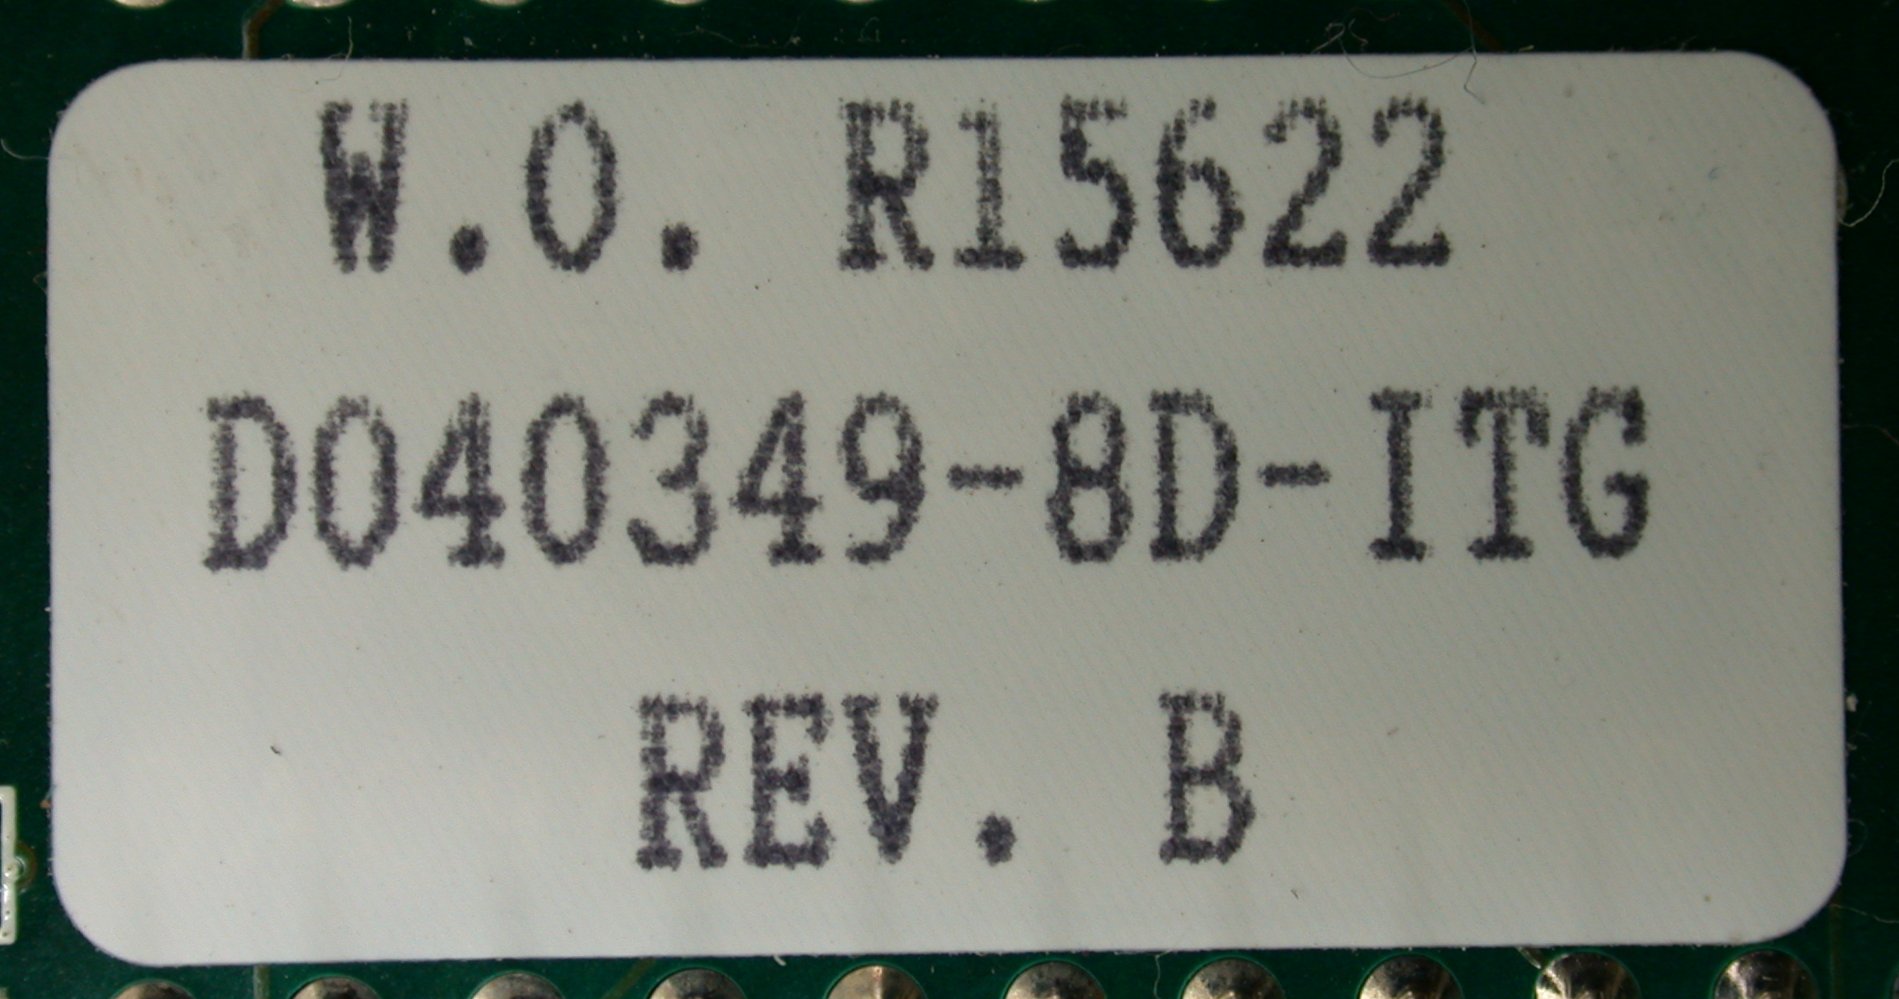 W.O. R15622
D040349-8D-ITG
REV. B